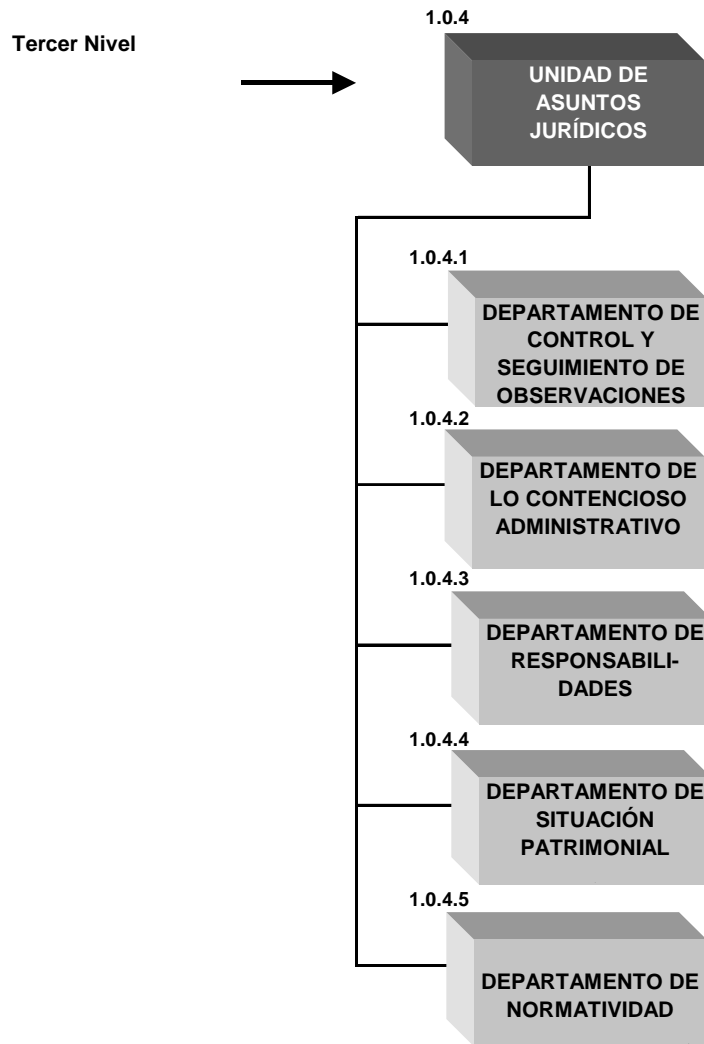 1.0.4
Tercer Nivel
UNIDAD DE
ASUNTOS
JURÍDICOS
1.0.4.1
DEPARTAMENTO DE
CONTROL Y
SEGUIMIENTO DE
OBSERVACIONES
1.0.4.2
DEPARTAMENTO DE
LO CONTENCIOSO
ADMINISTRATIVO
1.0.4.3
DEPARTAMENTO DE
RESPONSABILI-
DADES
1.0.4.4
DEPARTAMENTO DE
SITUACIÓN
PATRIMONIAL
1.0.4.5
DEPARTAMENTO DE
NORMATIVIDAD